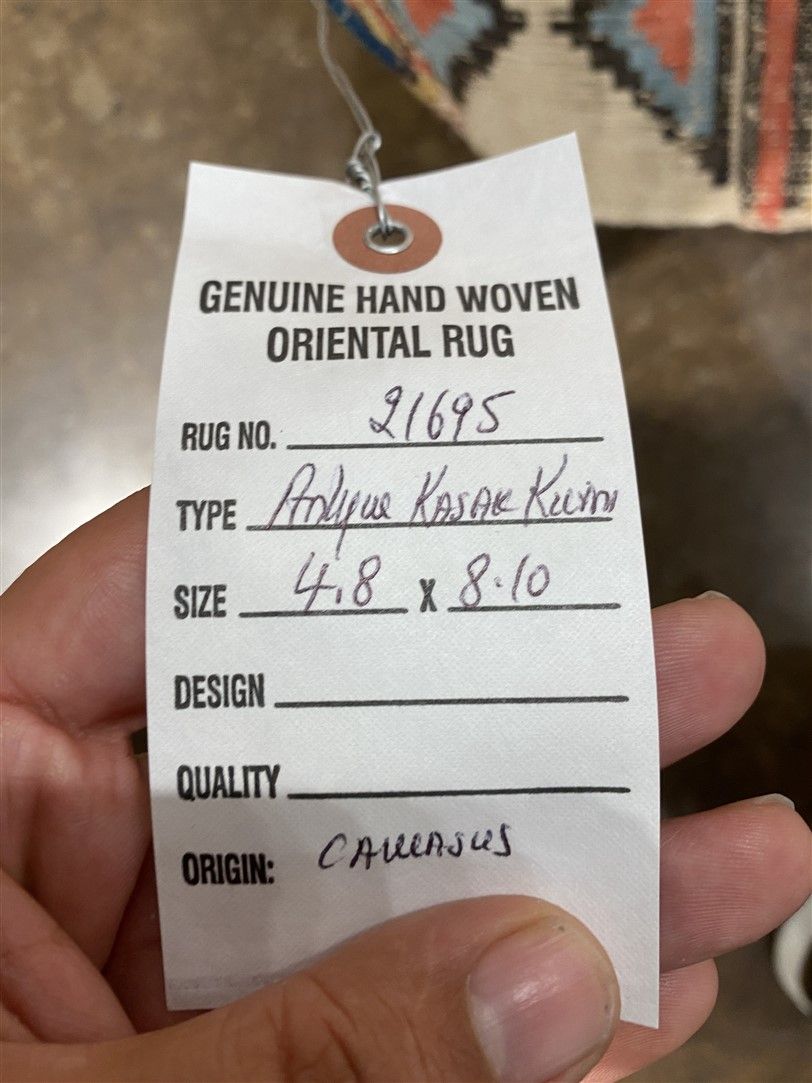 GENUINE HAND WOVEN
ORIENTAL RUG
RUG NO. 21695
TYPE Antique KASAK Kilim
SIZE 4.8 X 8.10
DESIGN
QUALITY
ORIGIN: CAUCASUS